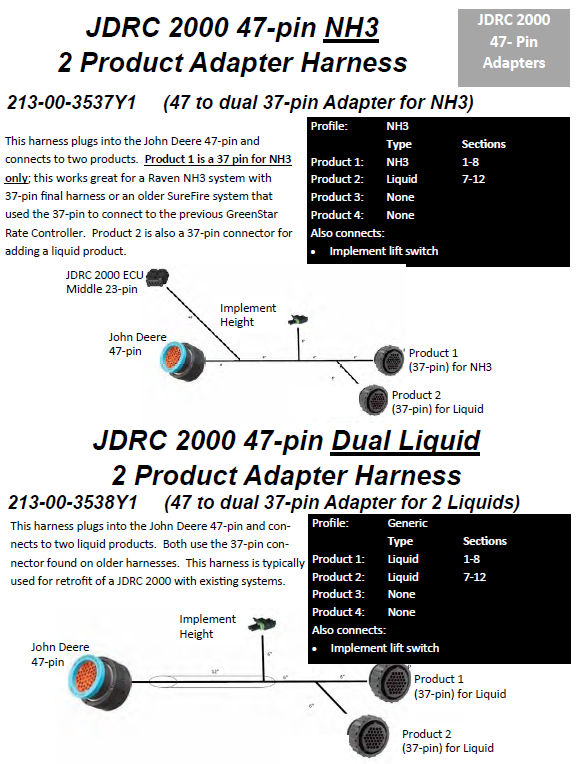 JDRC 2000 47-pin NH3
2 Product Adapter Harness
JDRC 2000
47- Pin
Adapters
213-00-3537Y1 (47 to dual 37-pin Adapter for NH3)
This harness plugs into the John Deere 47-pin and
connects to two products. Product 1 is a 37 pin for NH3
only; this works great for a Raven NH3 system with
37-pin final harness or an older SureFire system that
used the 37-pin to connect to the previous GreenStar
Rate Controller. Product 2 is also a 37-pin connector for
adding a liquid product.
Profile: NH3
Type Sections
Product 1: NH3 1-8
Product 2: Liquid 7-12
Product 3: None
Product 4: None
Also connects:
• Implement lift switch
JDRC 2000 ECU
Middle 23-pin
Implement
Height
John Deere
47-pin
Product 1
(37-pin) for NH3
Product 2
(37-pin) for Liquid
JDRC 2000 47-pin Dual Liquid
2 Product Adapter Harness
213-00-3538Y1 (47 to dual 37-pin Adapter for 2 Liquids)
This harness plugs into the John Deere 47-pin and con-
nects to two liquid products. Both use the 37-pin con-
nector found on older harnesses. This harness is typically
used for retrofit of a JDRC 2000 with existing systems.
Profile: Generic
Type Sections
Product 1: Liquid 1-8
Product 2: Liquid 7-12
Product 3: None
Product 4: None
Also connects:
• Implement lift switch
Implement
Height
John Deere
47-pin
12"
6"
6"
6"
6"
Product 1
(37-pin) for Liquid
Product 2
(37-pin) for Liquid